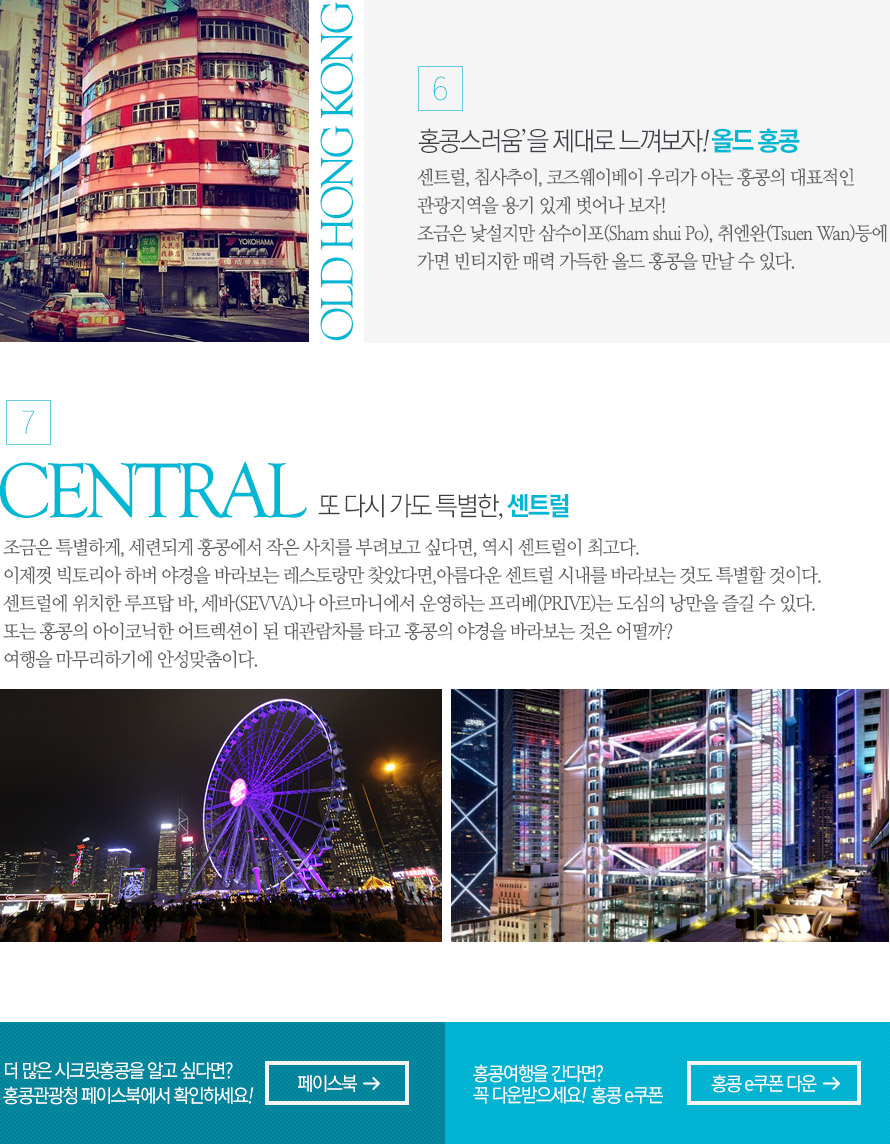 OLD HONG KONG
6
홍콩스러움’을 제대로 느껴보자! 올드 홍콩
센트럴, 침사추이, 코즈웨이베이 우리가 아는 홍콩의 대표적인
관광지역을 용기 있게 벗어나 보자!
조금은 낯설지만 삼수이포(Sham shui Po), 취엔완(Tsuen Wan)등에
가면 빈티지한 매력 가득한 올드 홍콩을 만날 수 있다.
YOKOHAMA
7
CENTRAL 또 다시 가도 특별한, 센트럴
조금은 특별하게, 세련되게 홍콩에서 작은 사치를 부려보고 싶다면, 역시 센트럴이 최고다.
이제껏 빅토리아 하버 야경을 바라보는 레스토랑만 찾았다면,아름다운 센트럴 시내를 바라보는 것도 특별할 것이다.
센트럴에 위치한 루프탑 바, 세바(SEVVA)나 아르마니에서 운영하는 프리베(PRIVE)는 도심의 낭만을 즐길 수 있다.
또는 홍콩의 아이코닉한 어트렉션이 된 대관람차를 타고 홍콩의 야경을 바라보는 것은 어떨까?
여행을 마무리하기에 안성맞춤이다.
더 많은 시크릿홍콩을 알고 싶다면?
홍콩관광청 페이스북에서 확인하세요!
페이스북 →
홍콩여행을 간다면?
꼭 다운받으세요! 홍콩 e쿠폰
홍콩 e쿠폰 다운 →